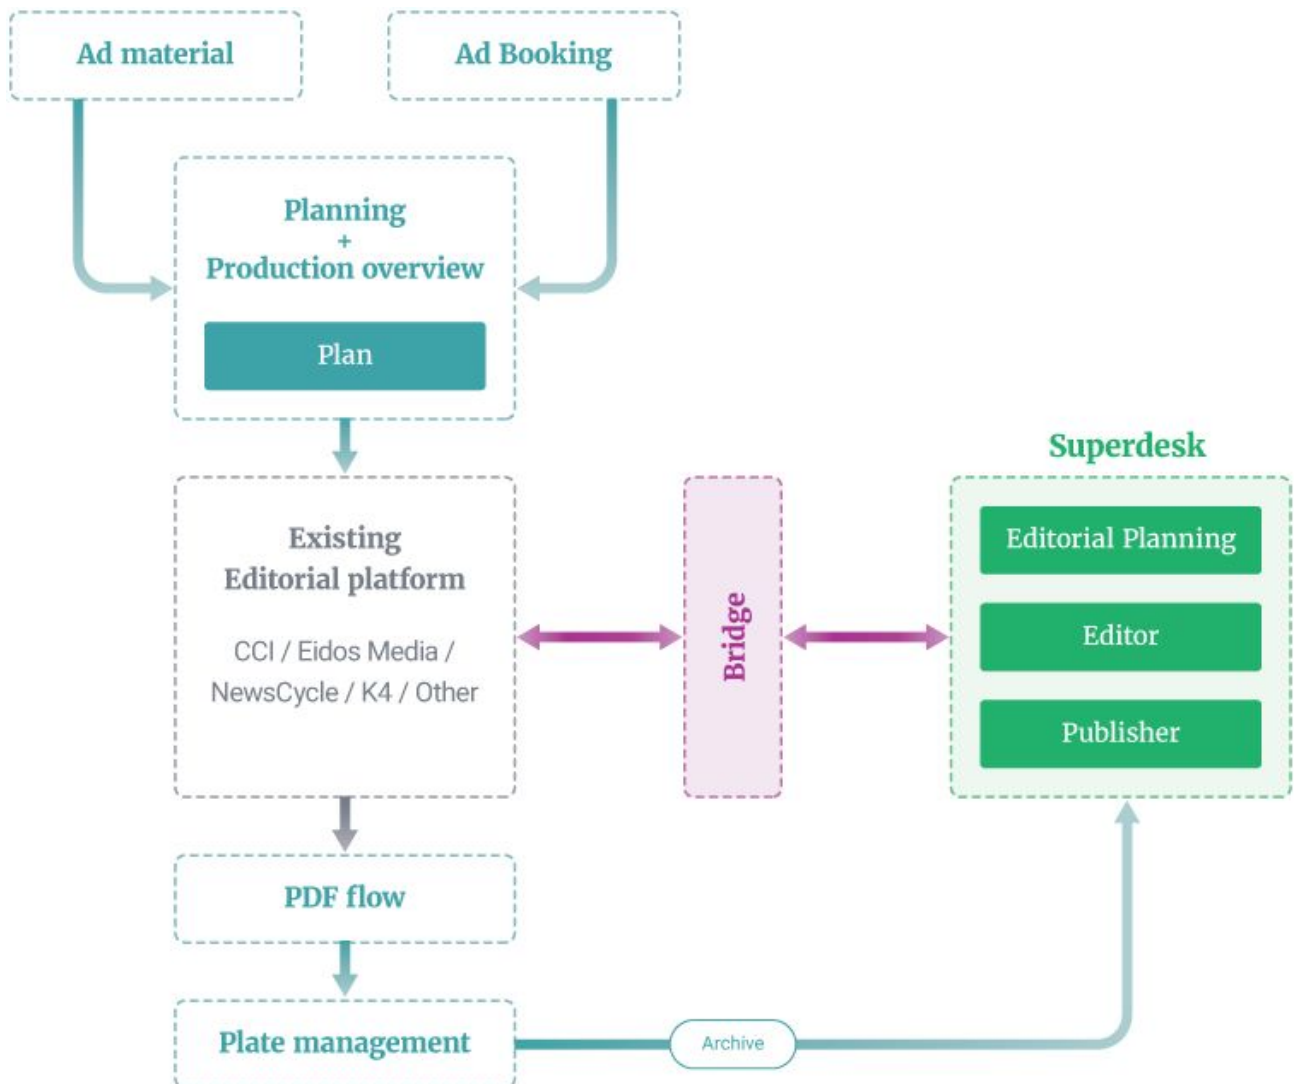 Ad material
Ad Booking
Planning
+
Production overview
Plan
Superdesk
Existing
Editorial platform
CCI / Eidos Media /
NewsCycle / K4 / Other
Bridge
Editorial Planning
Editor
Publisher
PDF flow
Plate management
Archive